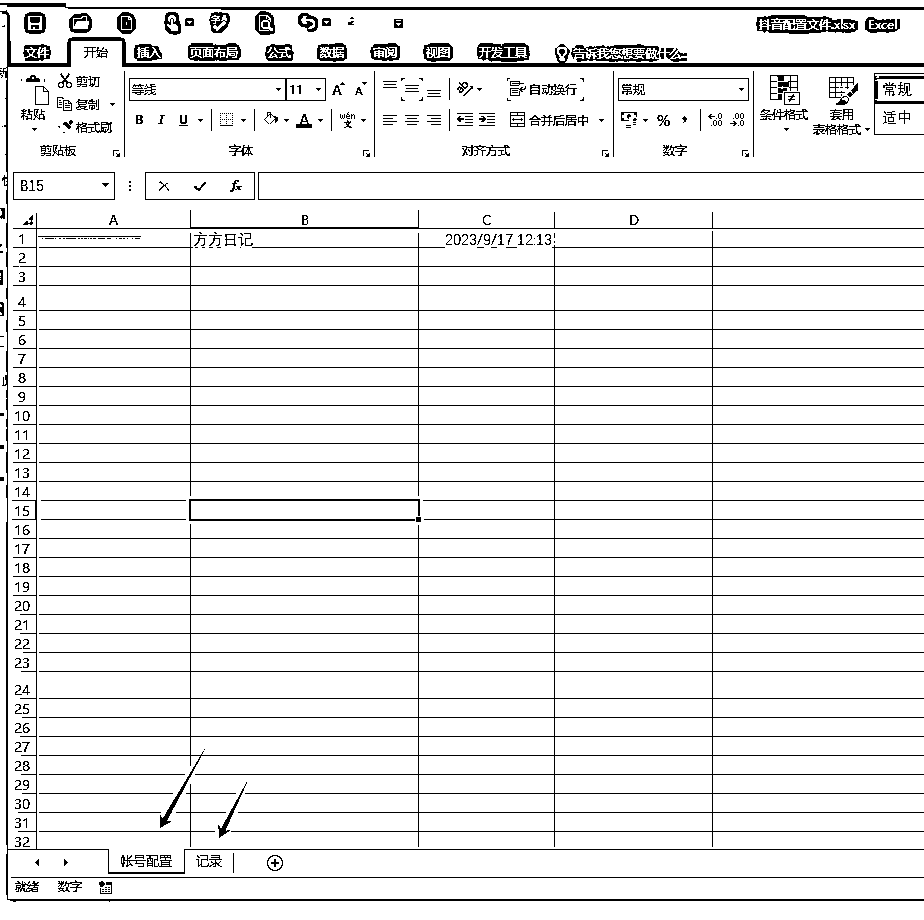 抖音配置文件.xlsx Excel
文件 开始 插入 页面布局 公式 数据 审阅 视图 开发工具 告诉我您想要做什么...
粘贴 剪切 复制 格式刷
剪贴板
等线 11 A A
B I U A wén 文
字体
自动换行
合并后居中
对齐方式
常规
% , .0 .00 .00 .0
数字
条件格式 套用 表格格式
常规
适中
B15 fx
A B C D
1 方方日记 2023/9/17 12:13
2
3
4
5
6
7
8
9
10
11
12
13
14
15
16
17
18
19
20
21
22
23
24
25
26
27
28
29
30
31
32
帐号配置 记录
就绪 数字